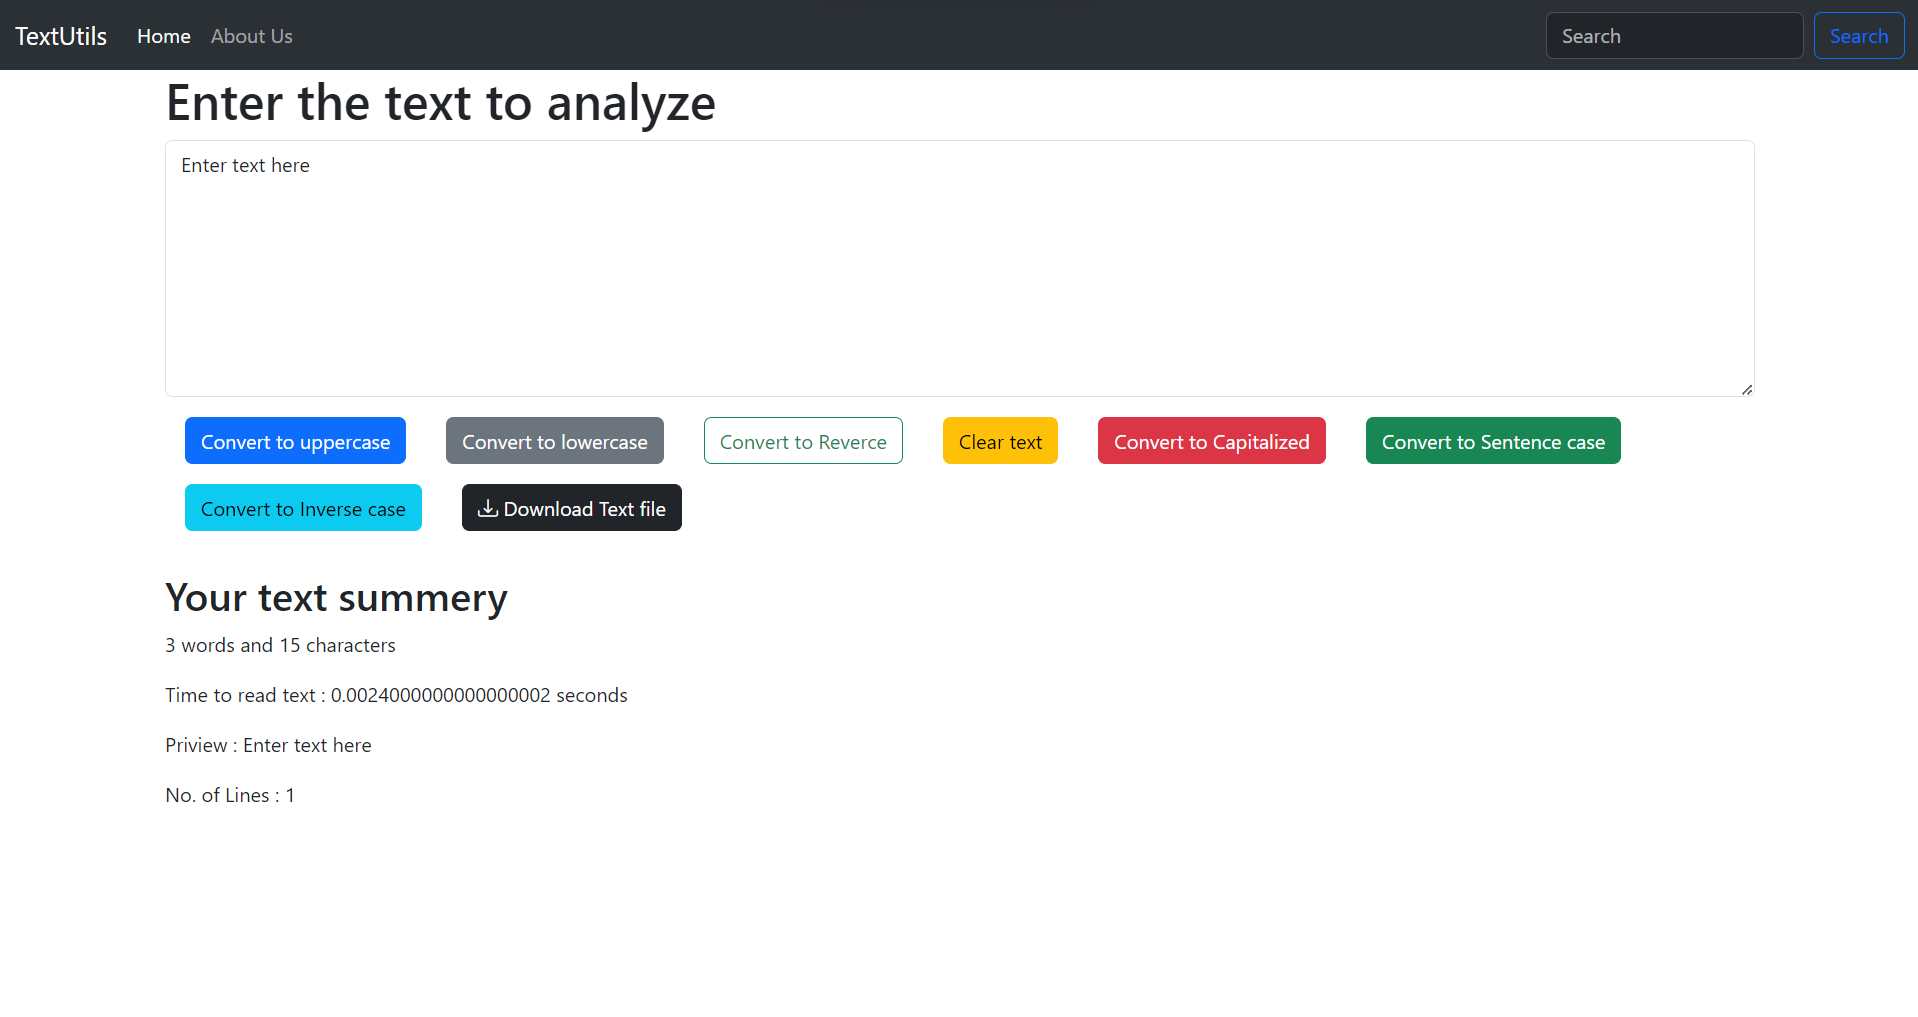 TextUtils Home About Us Search Search
Enter the text to analyze
Enter text here
Convert to uppercase Convert to lowercase Convert to Reverce Clear text Convert to Capitalized Convert to Sentence case
Convert to Inverse case Download Text file
Your text summery
3 words and 15 characters
Time to read text : 0.0024000000000000002 seconds
Priview : Enter text here
No. of Lines : 1